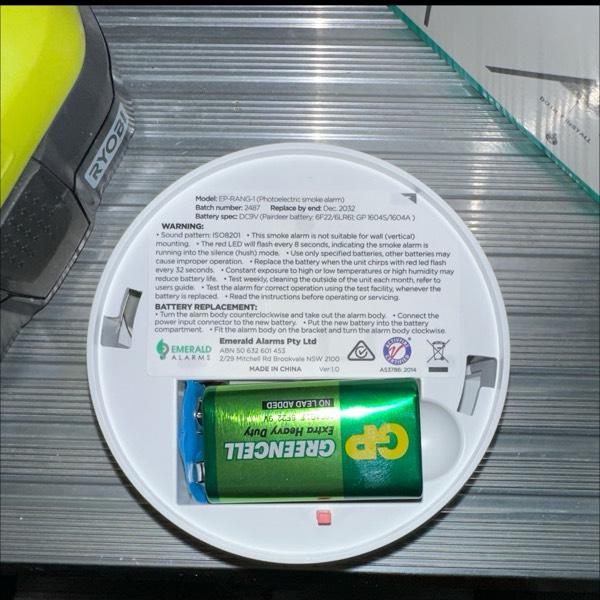 RYOBI
Model: EP-RANG-1 (Photoelectric smoke alarm)
Batch number: 2487 Replace by end: Dec. 2032
Battery spec: DC9V (Pairdeer battery: 6F22/6LR61; GP 1604S/1604A )
WARNING:
• Sound pattern: ISO8201 • This smoke alarm is not suitable for wall (vertical)
mounting. • The red LED will flash every 8 seconds, indicating the smoke alarm is
running into the silence (hush) mode. • Use only specified batteries, other batteries may
cause improper operation. • Replace the battery when the unit chirps with red led flash
every 32 seconds. • Constant exposure to high or low temperatures or high humidity may
reduce battery life. • Test weekly, cleaning the outside of the unit each month, refer to
users guide. • Test the alarm for correct operation using the test facility, whenever the
battery is replaced. • Read the instructions before operating or servicing.
BATTERY REPLACEMENT:
• Turn the alarm body counterclockwise and take out the alarm body. • Connect the
power input connector to the new battery. • Put the new battery into the battery
compartment. • Fit the alarm body on the bracket and turn the alarm body clockwise.
EMERALD
ALARMS
Emerald Alarms Pty Ltd
ABN 50 632 601 453
2/29 Mitchell Rd Brookvale NSW 2100
MADE IN CHINA Ver:1.0
AS3786: 2014
GP
GREENCELL
Extra Heavy Duty
NO LEAD ADDED